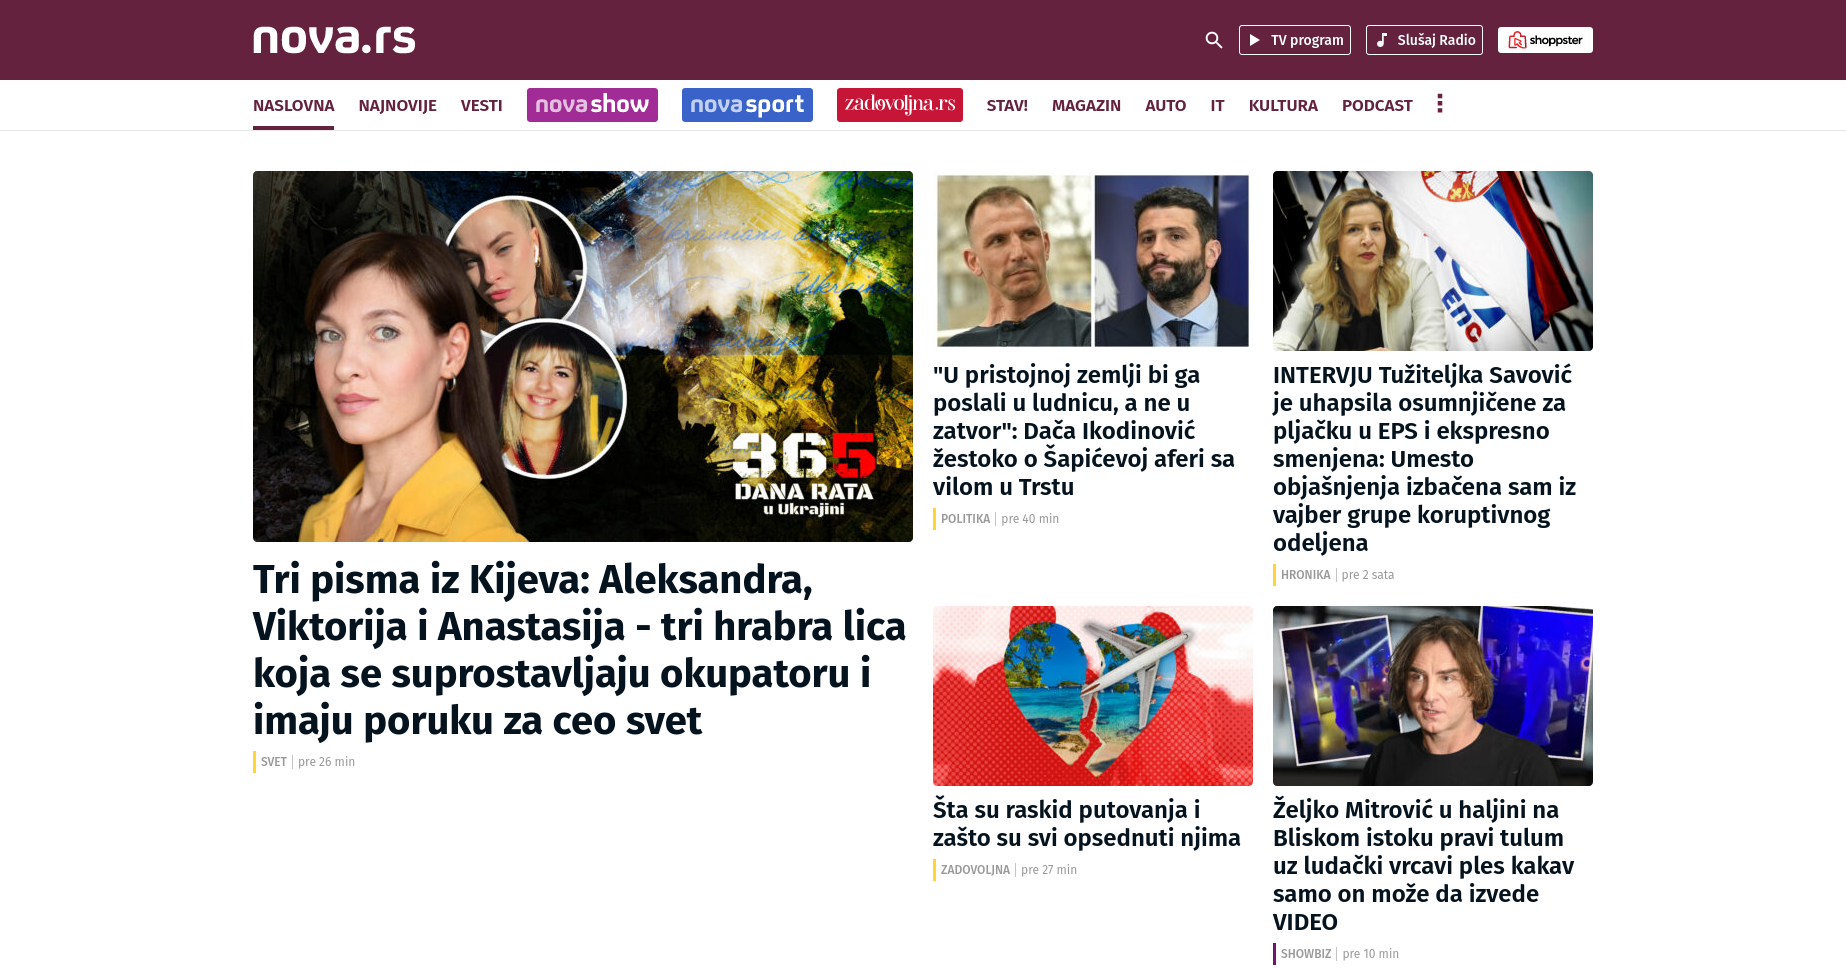 nova.rs
TV program
Slušaj Radio
shoppster
NASLOVNA
NAJNOVIJE
VESTI
novashow
novasport
zadovoljna.rs
STAV!
MAGAZIN
AUTO
IT
KULTURA
PODCAST
365
DANA RATA
u Ukrajini
Tri pisma iz Kijeva: Aleksandra,
Viktorija i Anastasija - tri hrabra lica
koja se suprostavljaju okupatoru i
imaju poruku za ceo svet
SVET | pre 26 min
"U pristojnoj zemlji bi ga
poslali u ludnicu, a ne u
zatvor": Dača Ikodinović
žestoko o Šapićevoj aferi sa
vilom u Trstu
POLITIKA | pre 40 min
INTERVJU Tužiteljka Savović
je uhapsila osumnjičene za
pljačku u EPS i ekspresno
smenjena: Umesto
objašnjenja izbačena sam iz
vajber grupe koruptivnog
odeljena
HRONIKA | pre 2 sata
Šta su raskid putovanja i
zašto su svi opsednuti njima
ZADOVOLJNA | pre 27 min
Željko Mitrović u haljini na
Bliskom istoku pravi tulum
uz ludački vrcavi ples kakav
samo on može da izvede
VIDEO
SHOWBIZ | pre 10 min